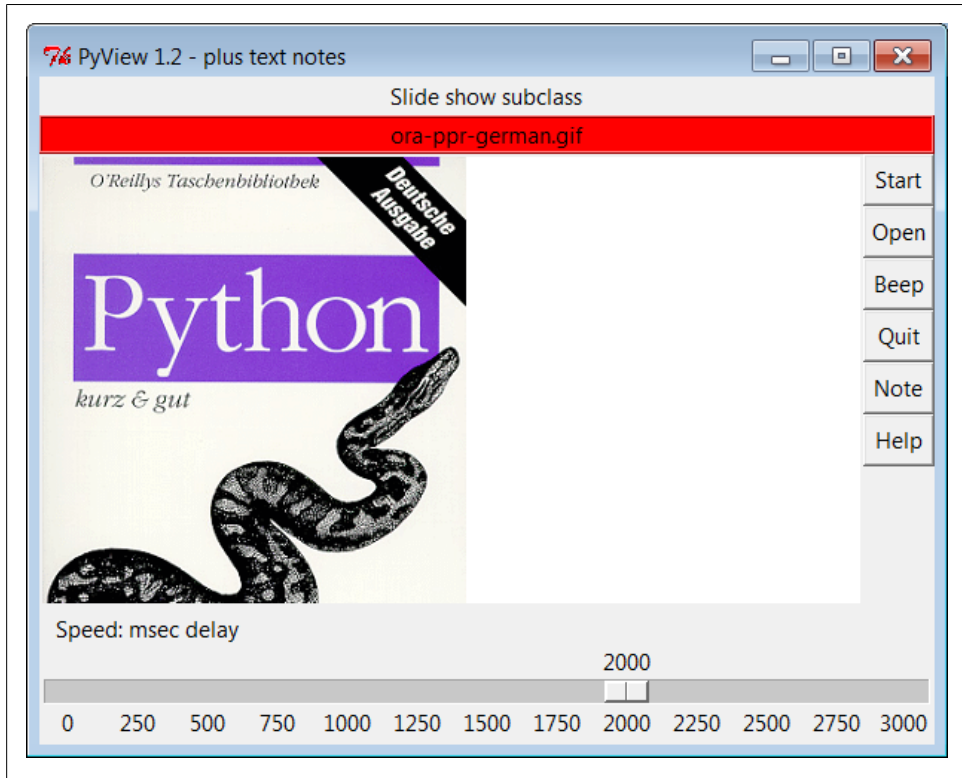 PyView 1.2 - plus text notes
Slide show subclass
ora-ppr-german.gif
O'Reillys Taschenbibliothek
Deutsche
Ausgabe
Python
kurz & gut
Start
Open
Beep
Quit
Note
Help
Speed: msec delay
2000
0 250 500 750 1000 1250 1500 1750 2000 2250 2500 2750 3000